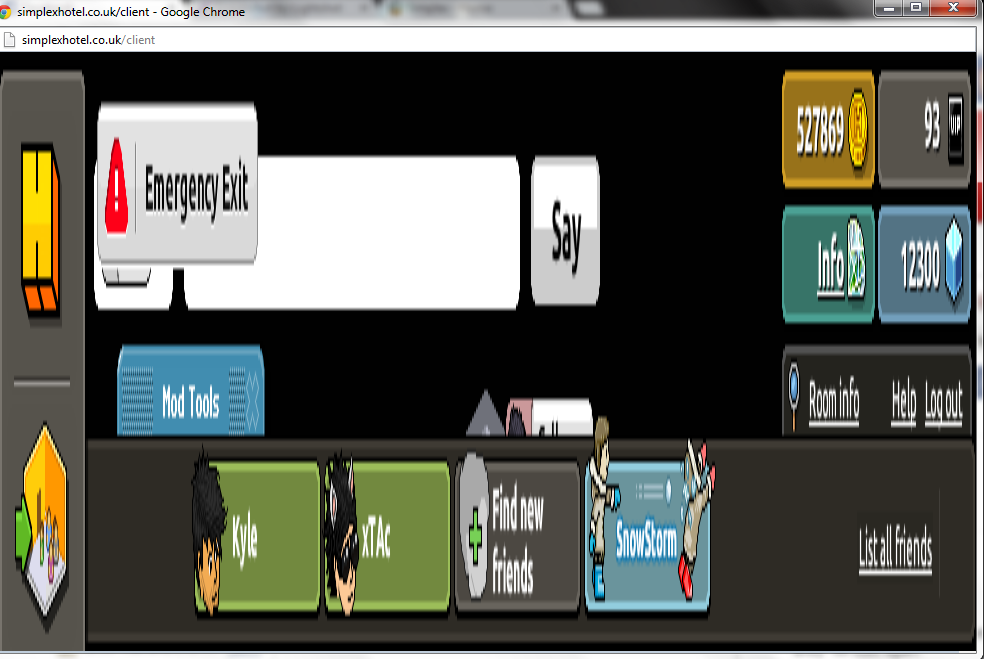 simplexhotel.co.uk/client - Google Chrome
simplexhotel.co.uk/client
527869
93
VIP
Emergency Exit
Say
Info
12300
Mod Tools
Room info
Help
Log out
Kyle
xTAc
Find new
friends
SnowStorm
List all friends